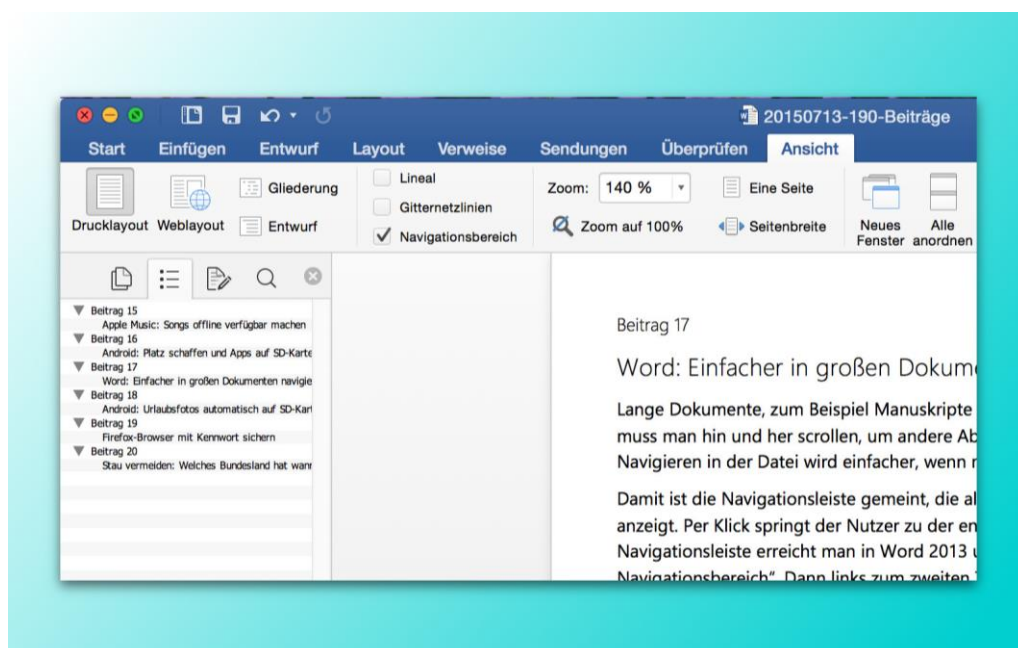 20150713-190-Beiträge
Start Einfügen Entwurf Layout Verweise Sendungen Überprüfen Ansicht
Drucklayout Weblayout
Gliederung
Entwurf
Lineal
Gitternetzlinien
Navigationsbereich
Zoom: 140 %
Zoom auf 100%
Eine Seite
Seitenbreite
Neues
Fenster
Alle
anordnen
Beitrag 15
Apple Music: Songs offline verfügbar machen
Beitrag 16
Android: Platz schaffen und Apps auf SD-Karte
Beitrag 17
Word: Einfacher in großen Dokumenten navigie
Beitrag 18
Android: Urlaubsfotos automatisch auf SD-Kart
Beitrag 19
Firefox-Browser mit Kennwort sichern
Beitrag 20
Stau vermeiden: Welches Bundesland hat wann
Beitrag 17
Word: Einfacher in großen Dokume
Lange Dokumente, zum Beispiel Manuskripte
muss man hin und her scrollen, um andere Ab
Navigieren in der Datei wird einfacher, wenn
Damit ist die Navigationsleiste gemeint, die al
anzeigt. Per Klick springt der Nutzer zu der en
Navigationsleiste erreicht man in Word 2013
Navigationsbereich“. Dann links zum zweiten